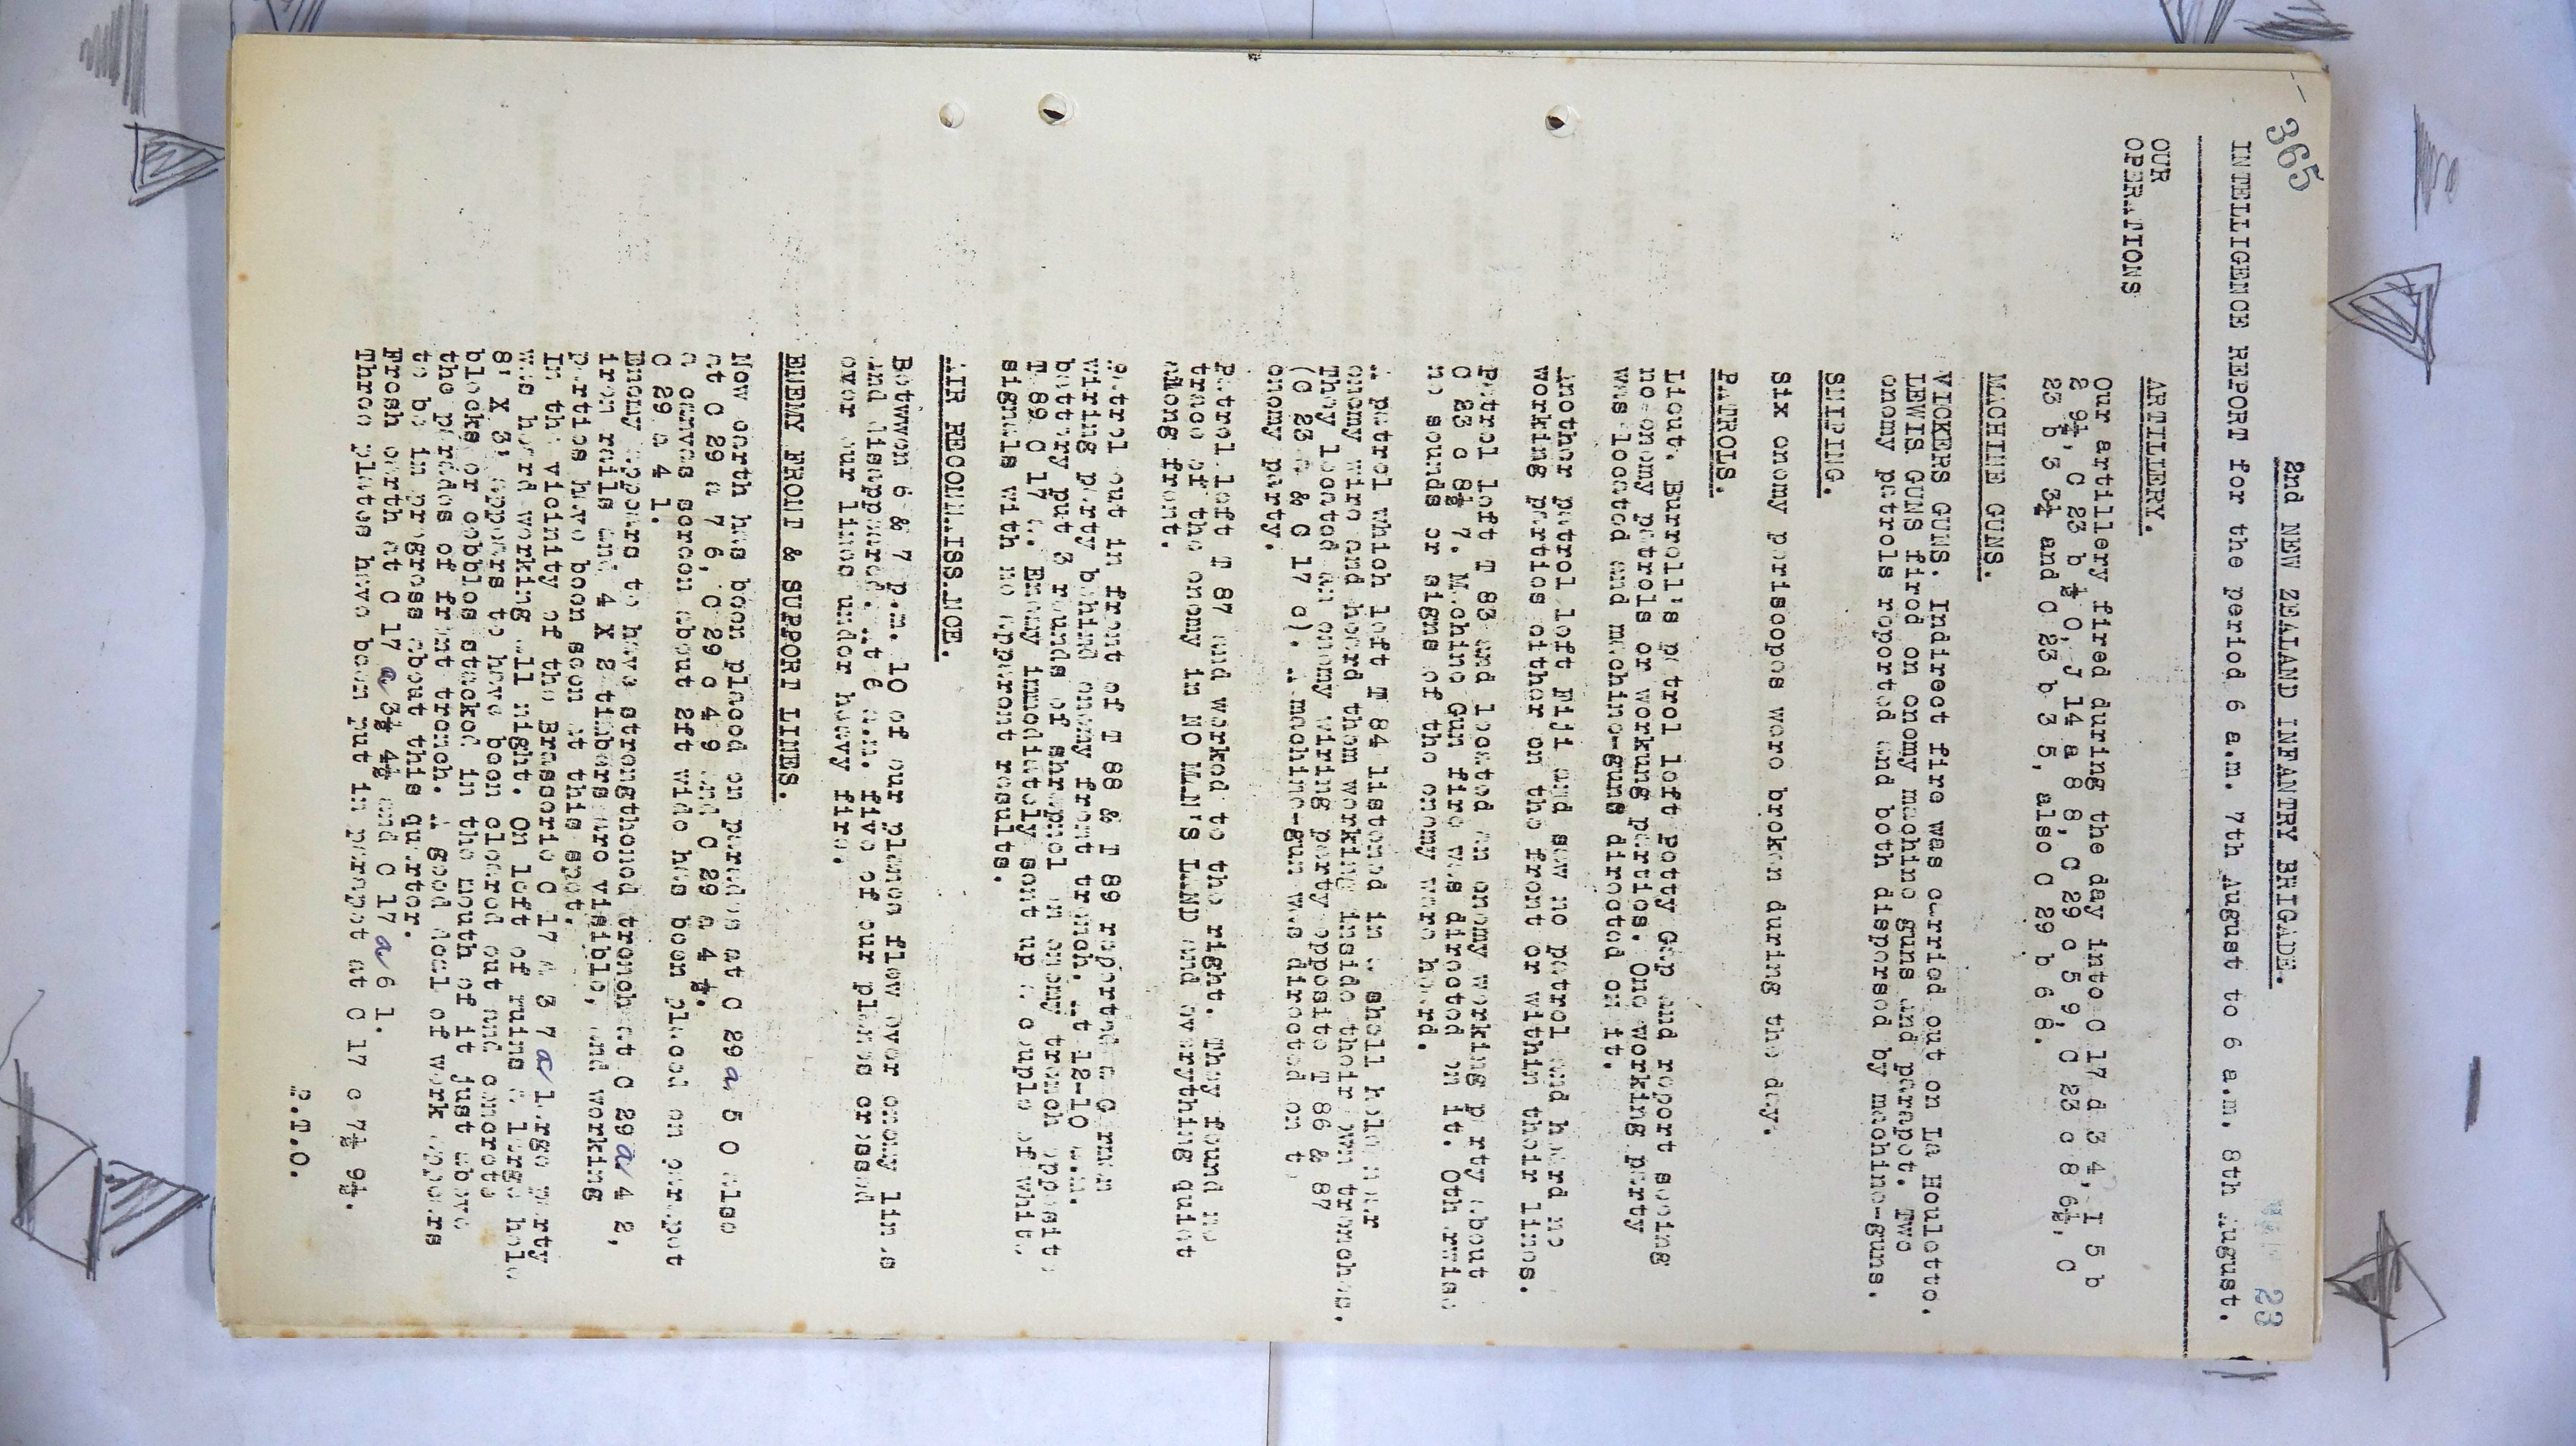 365
2nd NEW ZEALAND INFANTRY BRIGADE.
23
INTELLIGENCE REPORT for the period 6 a.m. 7th August to 6 a.m. 8th August.
OUR
OPERATIONS
ARTILLERY.
Our artillery fired during the day into C 17 d 3 4, I 5 b
2 9½, C 23 b ½ 0, J 14 a 8 8, C 29 c 5 9, C 23 c 8 6½, C
23 b 3 3½ and C 23 b 3 5, also C 29 b 6 8.
MACHINE GUNS.
VICKERS GUNS. Indirect fire was carried out on La Houlette.
LEWIS GUNS fired on enemy machine guns and parapet. Two
enemy patrols reported and both dispersed by machine-guns.
SNIPING.
Six enemy periscopes were broken during the day.
PATROLS.
Lieut. Burrell's patrol left Potty Gap and report seeing
no enemy patrols or workung parties. One working party
was located and machine-guns directed on it.
Another patrol left Fiji and saw no patrol and heard no
working parties either on the front or within their lines.
Patrol left T 83 and located an enemy working party about
C 23 c 8½ 7. Machine Gun fire was directed on it. Otherwise
no sounds or signs of the enemy were heard.
A patrol which left T 84 listened in a shell hole near
enemy wire and heard them working inside their own trenches.
They located an enemy wiring party opposite T 86 & 87
(C 23 & C 17 c). A machine-gun was directed on to
enemy party.
Patrol left T 87 and worked to the right. They found no
trace of the enemy in NO MAN'S LAND and everything quiet
along front.
Patrol out in front of T 88 & T 89 reported a German
wiring party behind enemy front trench. At 12-10 a.m.
battery put 3 rounds of shrapnel on enemy trench opposite
T 89 C 17 a. Enemy immediately sent up a couple of white
signals with no apparent results.
AIR RECONNAISSANCE.
Between 6 & 7 p.m. 10 of our planes flew over enemy lines
and disappeared. At 6 a.m. five of our planes crossed
over our lines under heavy fire.
ENEMY FRONT & SUPPORT LINES.
New earth has been placed on parados at C 29 a 5 0 also
at C 29 a 7 6, C 29 c 4 9 and C 29 a 4 ½.
A canvas screen about 2ft wide has been placed on parapet
C 29 a 4 1.
Enemy appears to have strengthened trench at C 29 a 4 2,
iron rails and 4 X 2 timbers are visible, and working
parties have been seen at this spot.
In the vicinity of the Brasserie C 17 a 3 7 a large party
was heard working all night. On left of ruins a large hole
8' X 3' appears to have been cleared out and concrete
blocks or cobbles stacked in the mouth of it just above
the parados of front trench. A good deal of work appears
to be in progress about this quarter.
Fresh earth at C 17 a 3½ 4½ and C 17 a 6 1.
Three plates have been put in parapet at C 17 c 7½ 9½.
P.T.O.